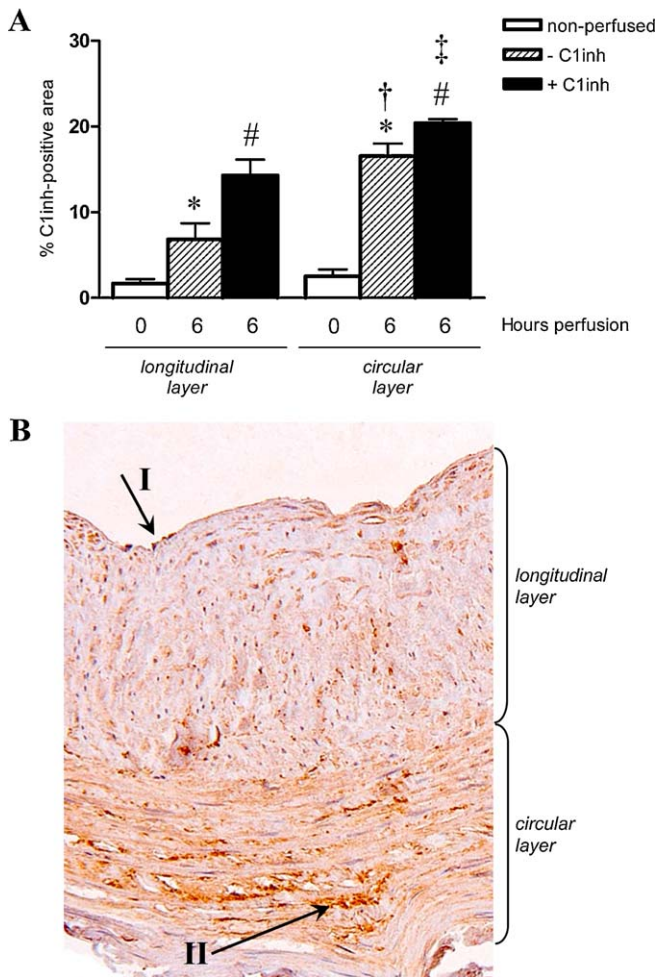 A
30
20
10
0
% C1inh-positive area
non-perfused
- C1inh
+ C1inh
* # † * ‡ #
0 6 6 0 6 6 Hours perfusion
longitudinal
layer
circular
layer
B
I
II
longitudinal
layer
circular
layer